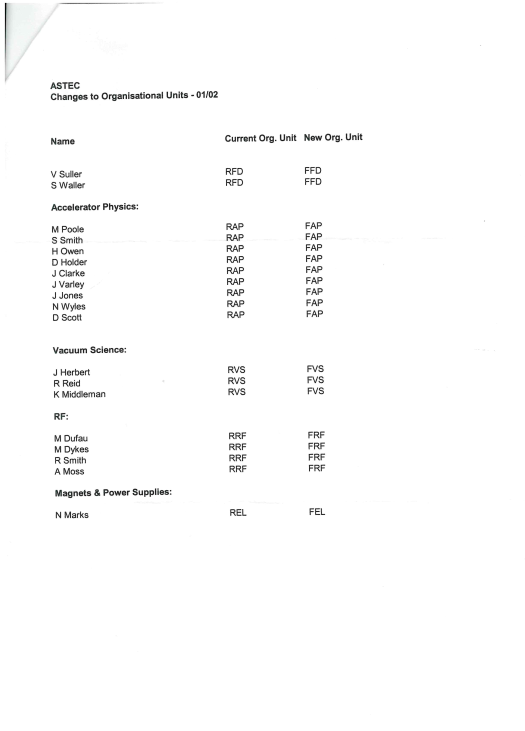 ASTEC
Changes to Organisational Units - 01/02
Name Current Org. Unit New Org. Unit
V Suller RFD FFD
S Waller RFD FFD
Accelerator Physics:
M Poole RAP FAP
S Smith RAP FAP
H Owen RAP FAP
D Holder RAP FAP
J Clarke RAP FAP
J Varley RAP FAP
J Jones RAP FAP
N Wyles RAP FAP
D Scott RAP FAP
Vacuum Science:
J Herbert RVS FVS
R Reid RVS FVS
K Middleman RVS FVS
RF:
M Dufau RRF FRF
M Dykes RRF FRF
R Smith RRF FRF
A Moss RRF FRF
Magnets & Power Supplies:
N Marks REL FEL